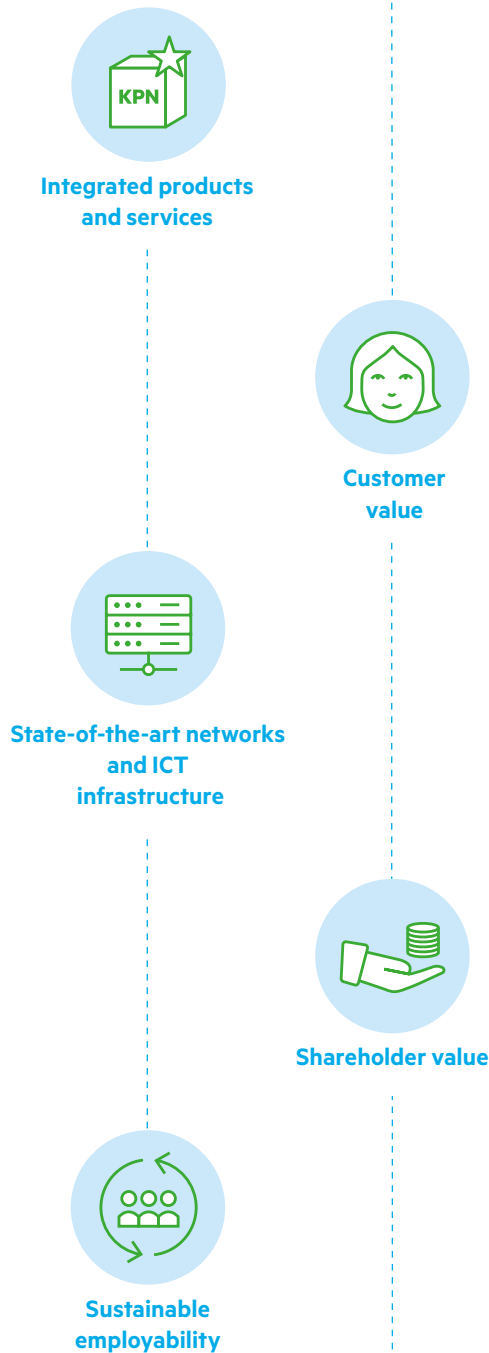 KPN
Integrated products
and services
Customer
value
State-of-the-art networks
and ICT
infrastructure
Shareholder value
Sustainable
employability